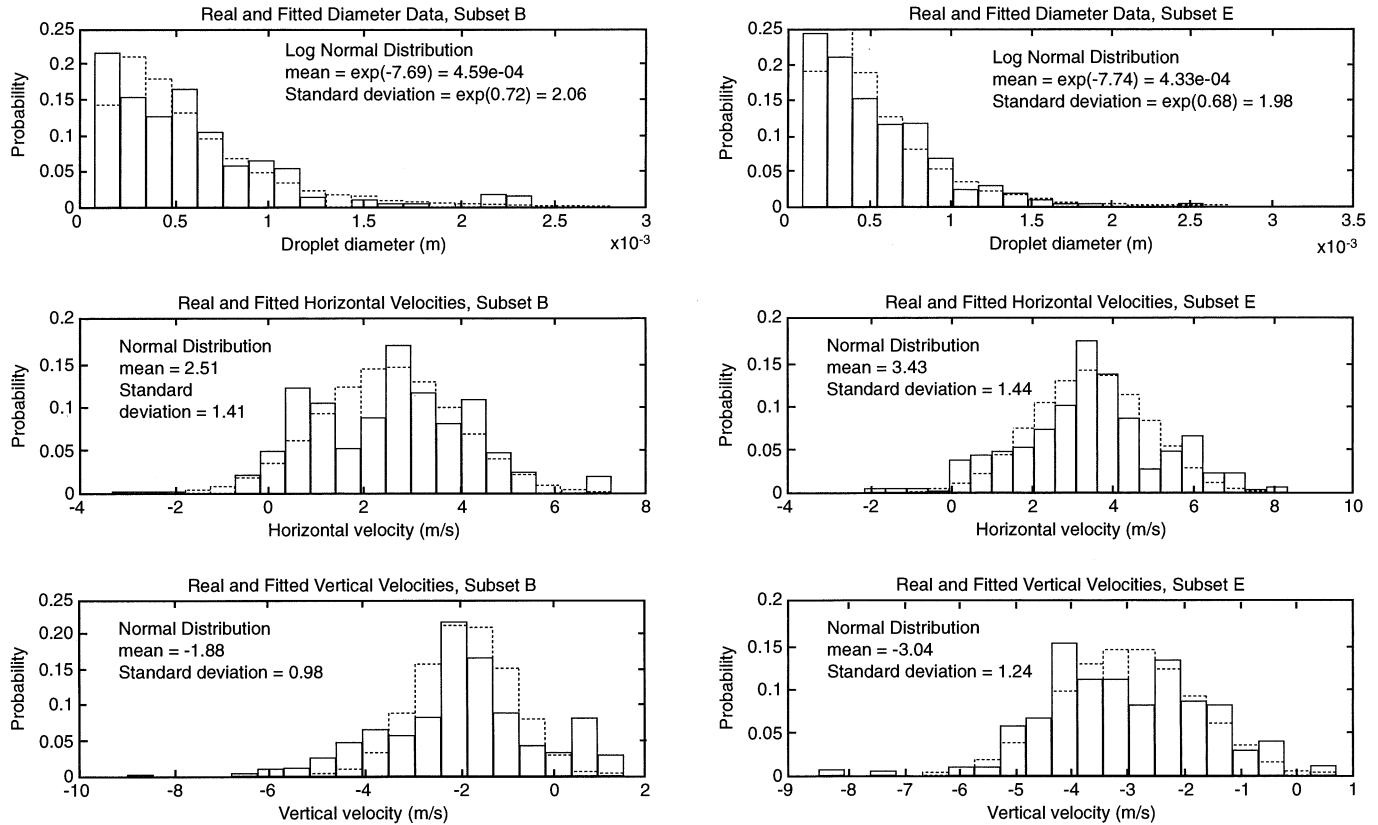 Real and Fitted Diameter Data, Subset B
0.25
0.2
0.15
0.1
0.05
0
Probability
Log Normal Distribution
mean = exp(-7.69) = 4.59e-04
Standard deviation = exp(0.72) = 2.06
0 0.5 1 1.5 2 2.5 3
Droplet diameter (m)
x10-3
Real and Fitted Diameter Data, Subset E
0.25
0.2
0.15
0.1
0.05
0
Probability
Log Normal Distribution
mean = exp(-7.74) = 4.33e-04
Standard deviation = exp(0.68) = 1.98
0 0.5 1 1.5 2 2.5 3 3.5
Droplet diameter (m)
x10-3
Real and Fitted Horizontal Velocities, Subset B
0.2
0.15
0.1
0.05
0
Probability
Normal Distribution
mean = 2.51
Standard
deviation = 1.41
-4 -2 0 2 4 6 8
Horizontal velocity (m/s)
Real and Fitted Horizontal Velocities, Subset E
0.2
0.15
0.1
0.05
0
Probability
Normal Distribution
mean = 3.43
Standard deviation = 1.44
-4 -2 0 2 4 6 8 10
Horizontal velocity (m/s)
Real and Fitted Vertical Velocities, Subset B
0.25
0.20
0.15
0.1
0.05
0
Probability
Normal Distribution
mean = -1.88
Standard deviation = 0.98
-10 -8 -6 -4 -2 0 2
Vertical velocity (m/s)
Real and Fitted Vertical Velocities, Subset E
0.2
0.15
0.1
0.05
0
Probability
Normal Distribution
mean = -3.04
Standard deviation = 1.24
-9 -8 -7 -6 -5 -4 -3 -2 -1 0 1
Vertical velocity (m/s)